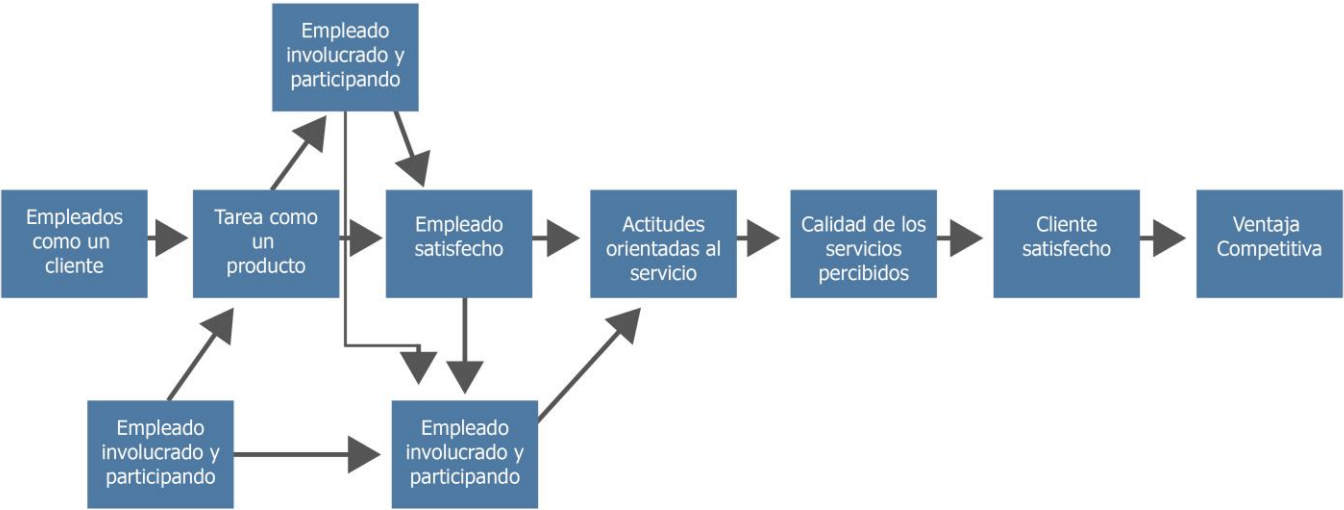 Empleado
involucrado y
participando
Empleados
como un
cliente
Tarea como
un
producto
Empleado
satisfecho
Actitudes
orientadas al
servicio
Calidad de los
servicios
percibidos
Cliente
satisfecho
Ventaja
Competitiva
Empleado
involucrado y
participando
Empleado
involucrado y
participando